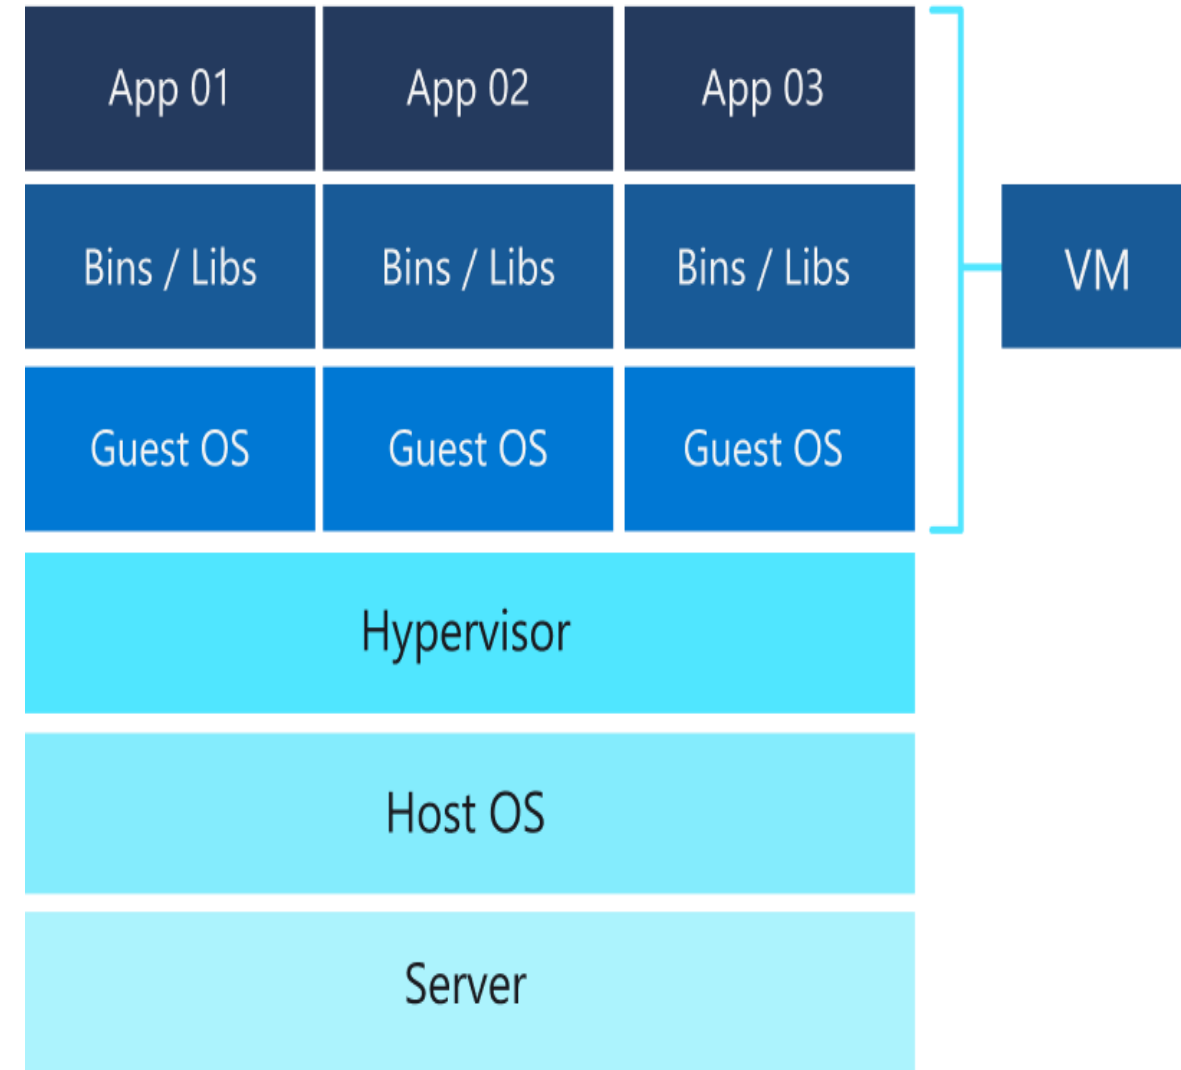 App 01
App 02
App 03
Bins / Libs
Bins / Libs
Bins / Libs
VM
Guest OS
Guest OS
Guest OS
Hypervisor
Host OS
Server